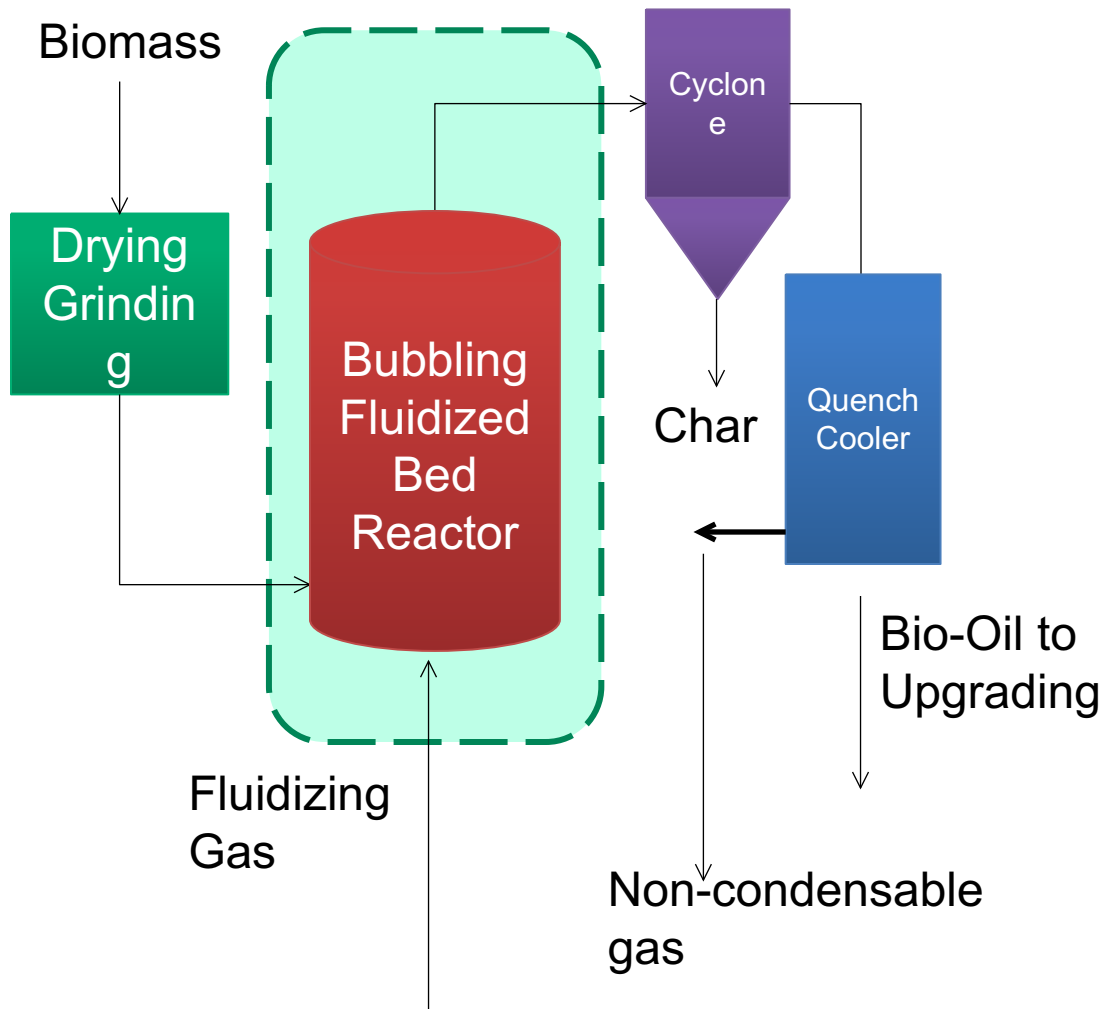 Biomass
Cyclon
e
Drying
Grindin
g
Bubbling
Fluidized
Bed
Reactor
Char
Quench
Cooler
Bio-Oil to
Upgrading
Fluidizing
Gas
Non-condensable
gas